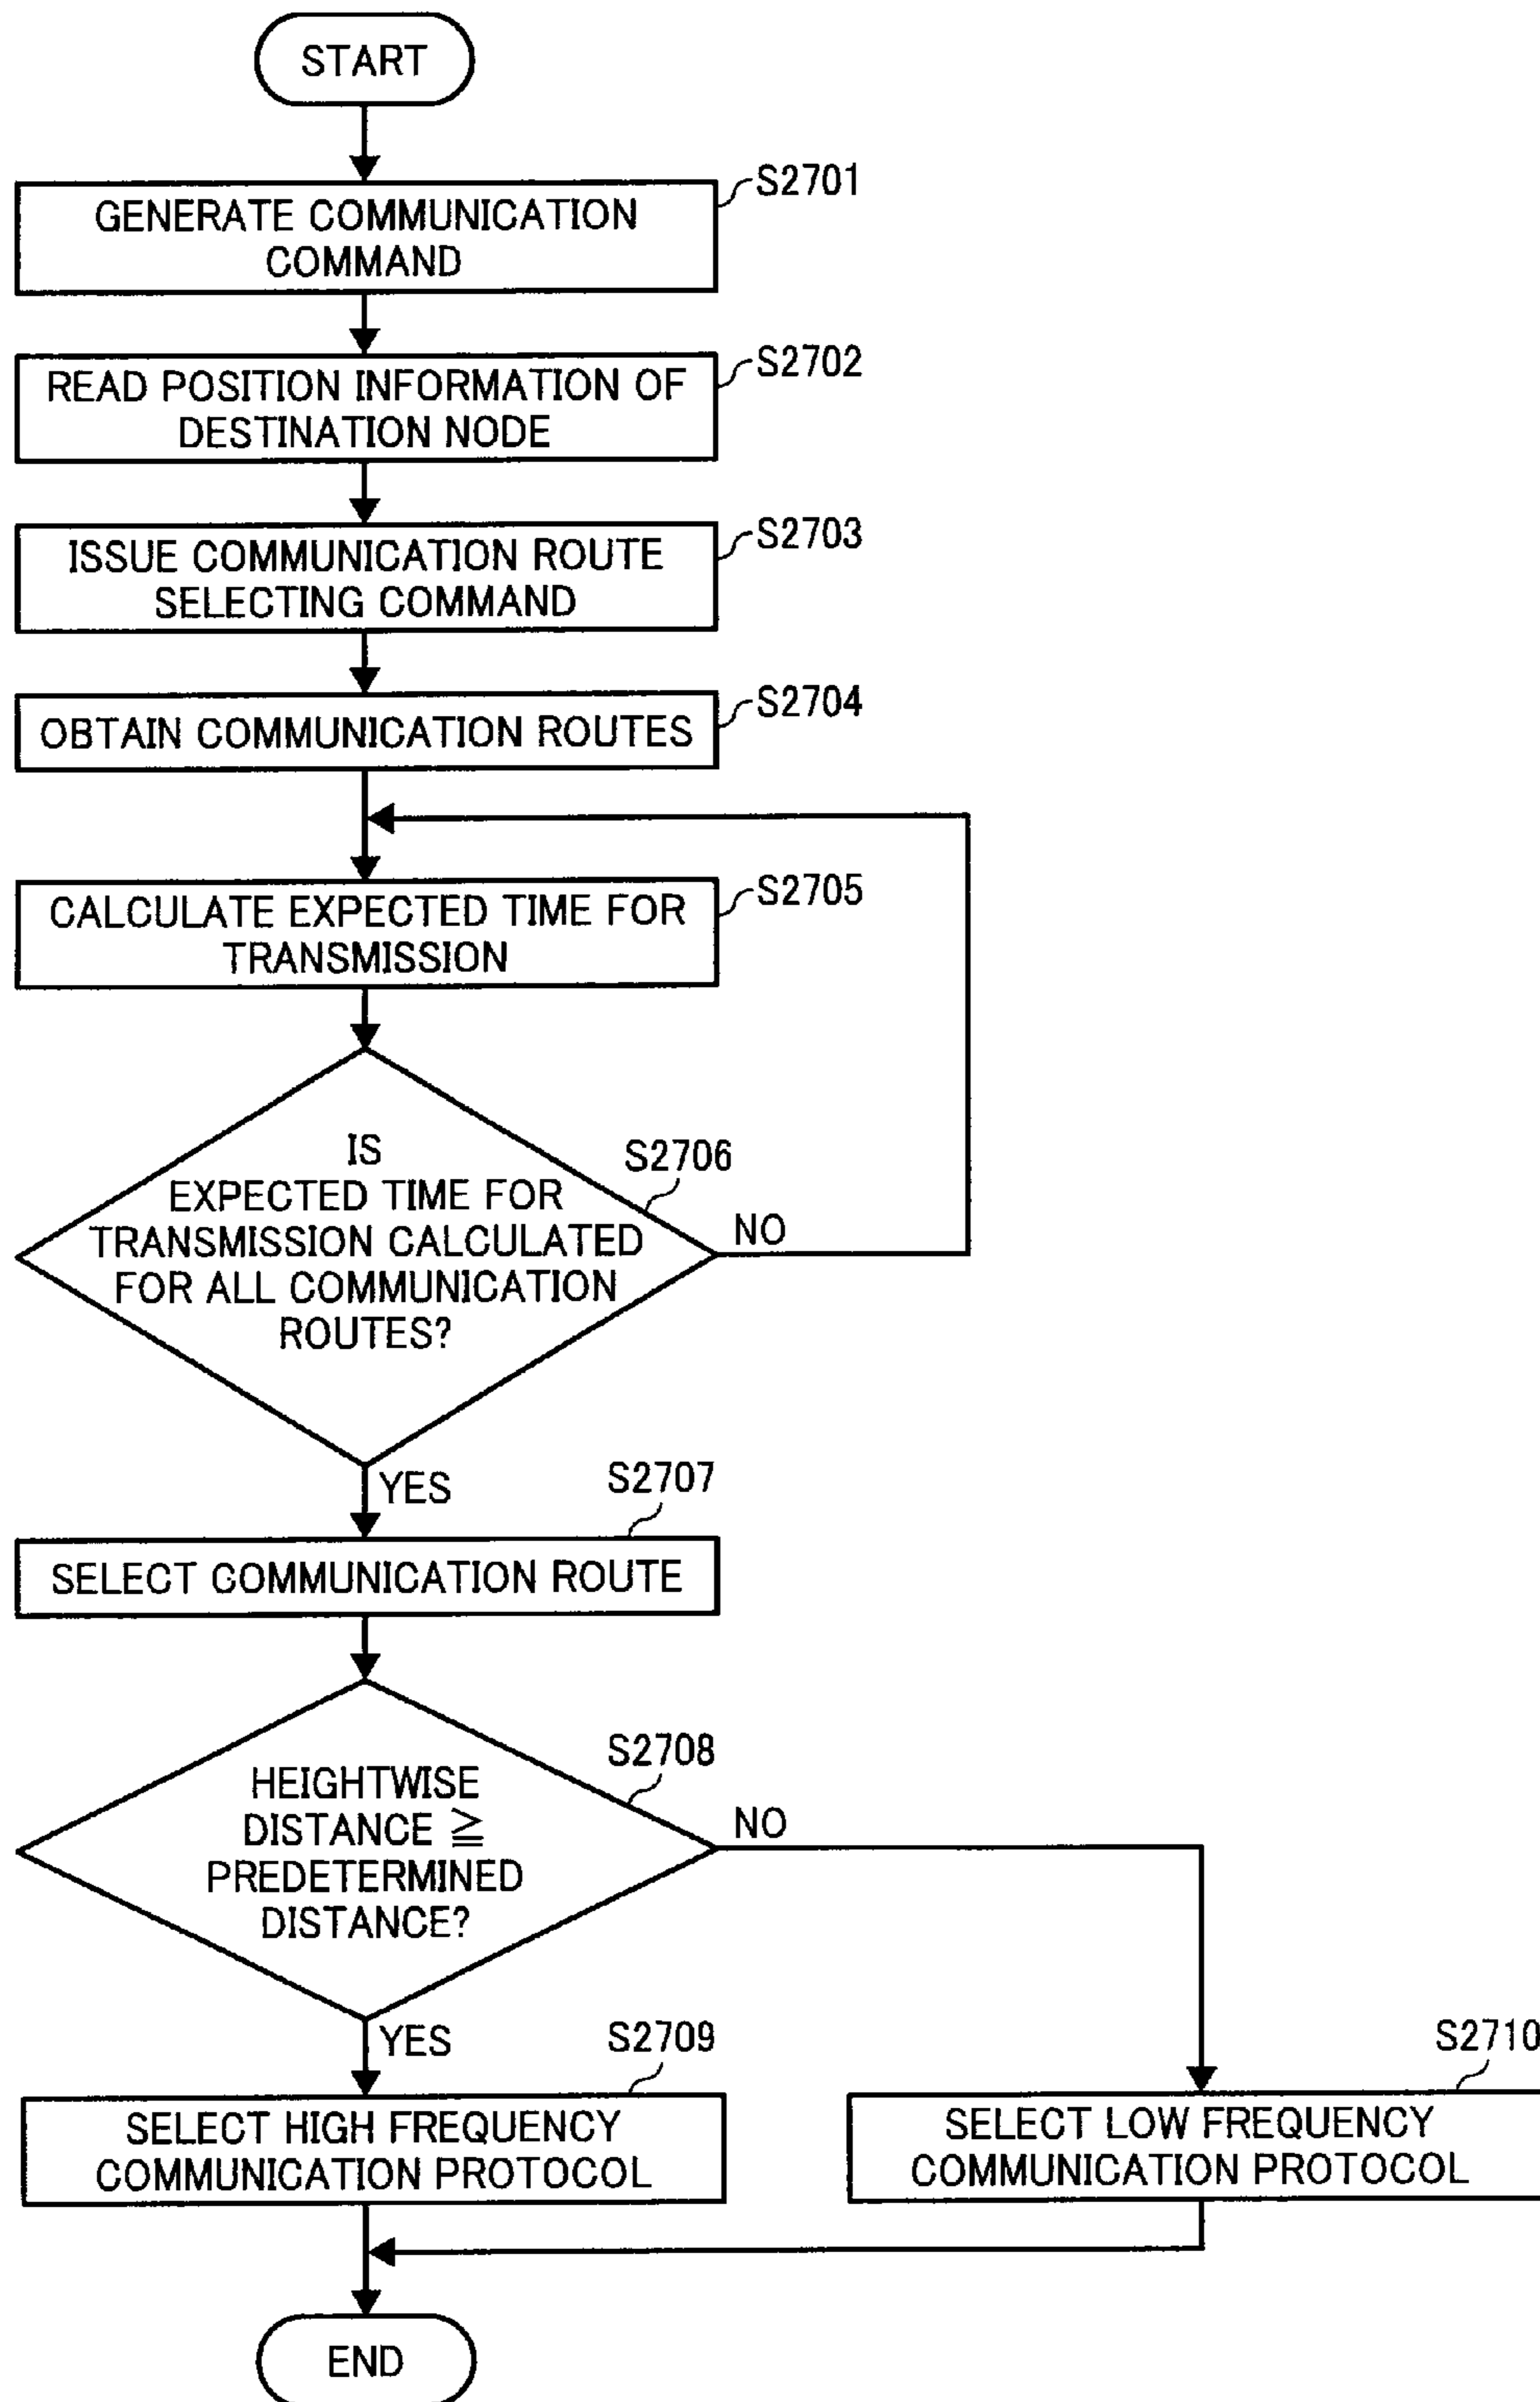 START
S2701
GENERATE COMMUNICATION
COMMAND
S2702
READ POSITION INFORMATION OF
DESTINATION NODE
S2703
ISSUE COMMUNICATION ROUTE
SELECTING COMMAND
S2704
OBTAIN COMMUNICATION ROUTES
S2705
CALCULATE EXPECTED TIME FOR
TRANSMISSION
S2706
IS
EXPECTED TIME FOR
TRANSMISSION CALCULATED
FOR ALL COMMUNICATION
ROUTES?
NO
YES
S2707
SELECT COMMUNICATION ROUTE
S2708
HEIGHTWISE
DISTANCE ≧
PREDETERMINED
DISTANCE?
NO
YES
S2709
SELECT HIGH FREQUENCY
COMMUNICATION PROTOCOL
S2710
SELECT LOW FREQUENCY
COMMUNICATION PROTOCOL
END